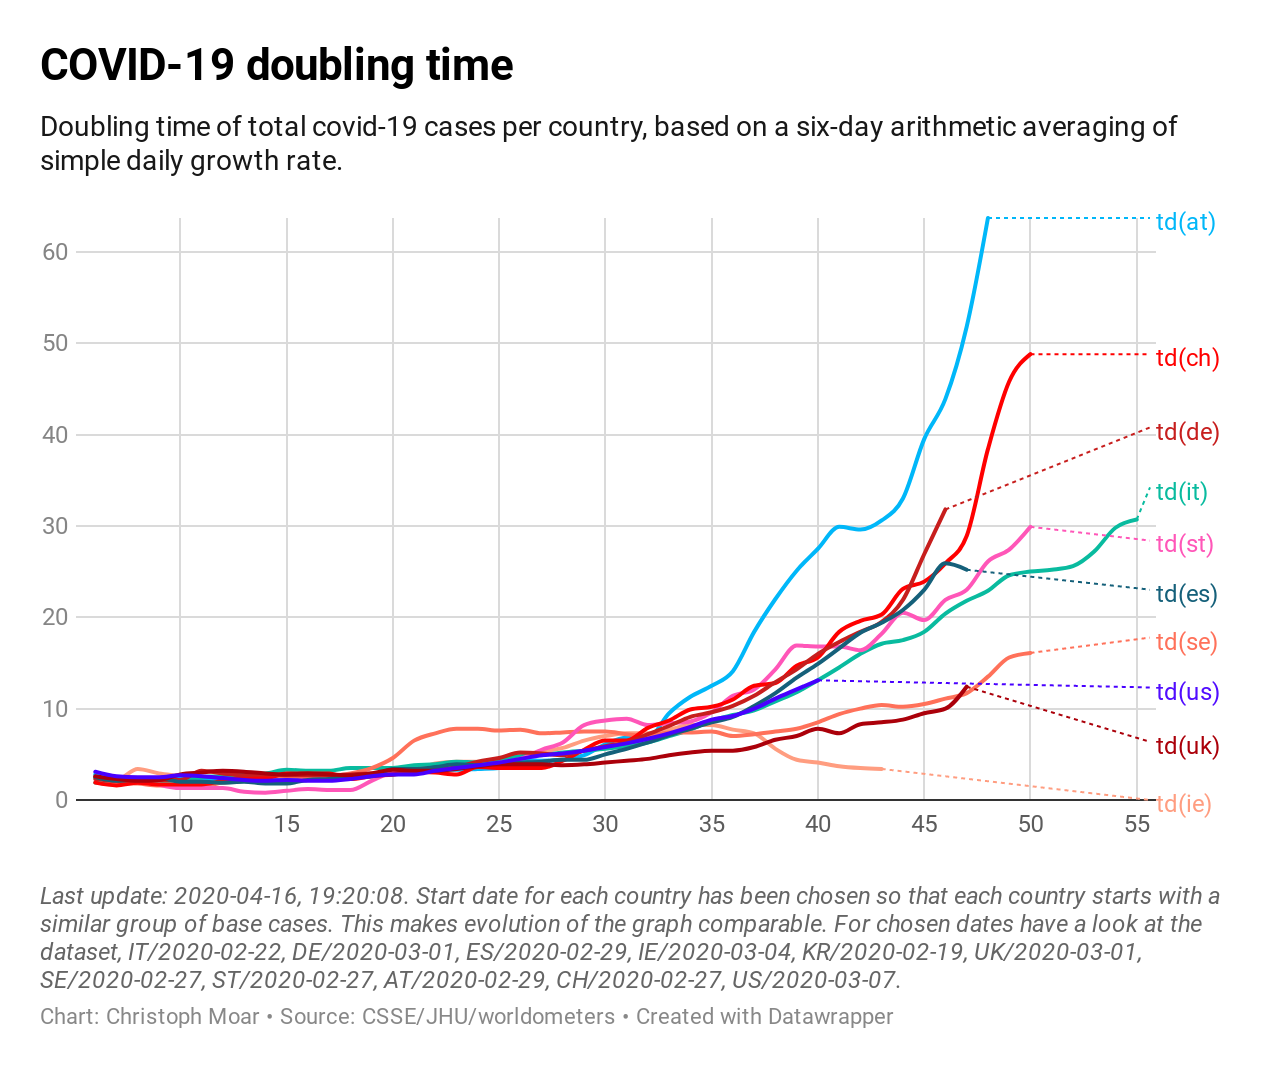 COVID-19 doubling time
Doubling time of total covid-19 cases per country, based on a six-day arithmetic averaging of
simple daily growth rate.
td(at)
60
50
td(ch)
40
td(de)
td(it)
30
td(st)
td(es)
20
td(se)
td(us)
10
td(uk)
0
td(ie)
10 15 20 25 30 35 40 45 50 55
Last update: 2020-04-16, 19:20:08. Start date for each country has been chosen so that each country starts with a
similar group of base cases. This makes evolution of the graph comparable. For chosen dates have a look at the
dataset, IT/2020-02-22, DE/2020-03-01, ES/2020-02-29, IE/2020-03-04, KR/2020-02-19, UK/2020-03-01,
SE/2020-02-27, ST/2020-02-27, AT/2020-02-29, CH/2020-02-27, US/2020-03-07.
Chart: Christoph Moar • Source: CSSE/JHU/worldometers • Created with Datawrapper